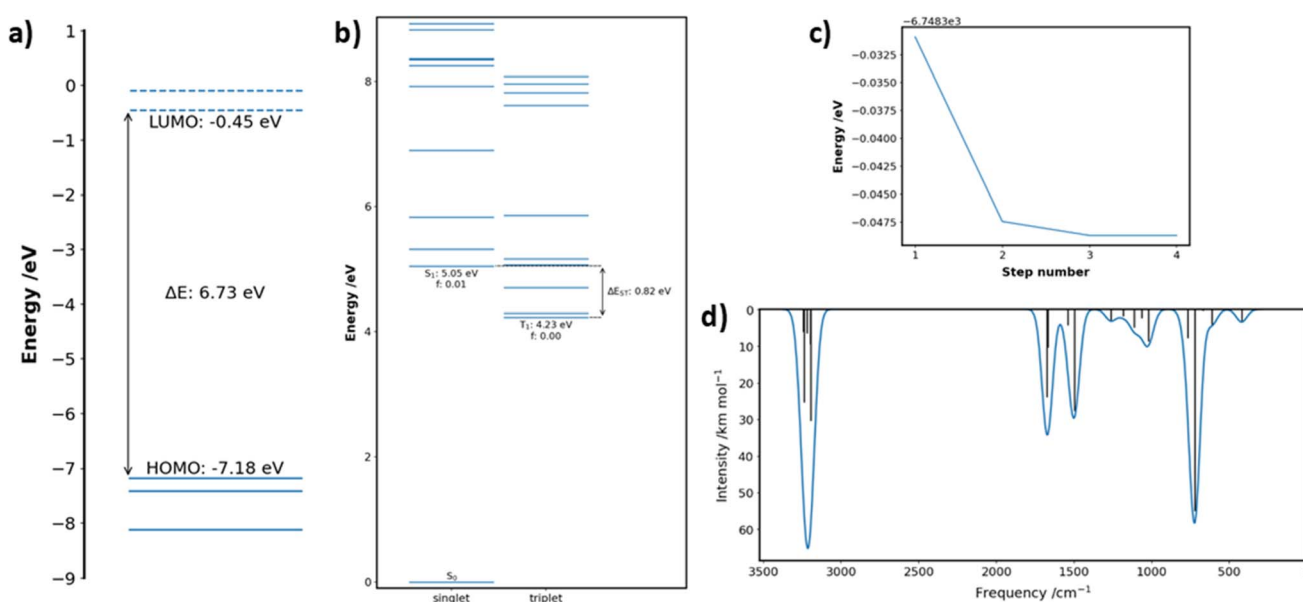 a)
1
0
−1
−2
−3
−4
−5
−6
−7
−8
−9
Energy /eV
LUMO: -0.45 eV
ΔE: 6.73 eV
HOMO: -7.18 eV
b)
8
6
4
2
0
Energy /eV
S₁: 5.05 eV
f: 0.01
T₁: 4.23 eV
f: 0.00
ΔE_ST: 0.82 eV
S₀
singlet
triplet
c)
−6.7483e3
−0.0325
−0.0350
−0.0375
−0.0400
−0.0425
−0.0450
−0.0475
Energy /eV
1
2
3
4
Step number
d)
0
10
20
30
40
50
60
Intensity /km mol⁻¹
3500
3000
2500
2000
1500
1000
500
Frequency /cm⁻¹